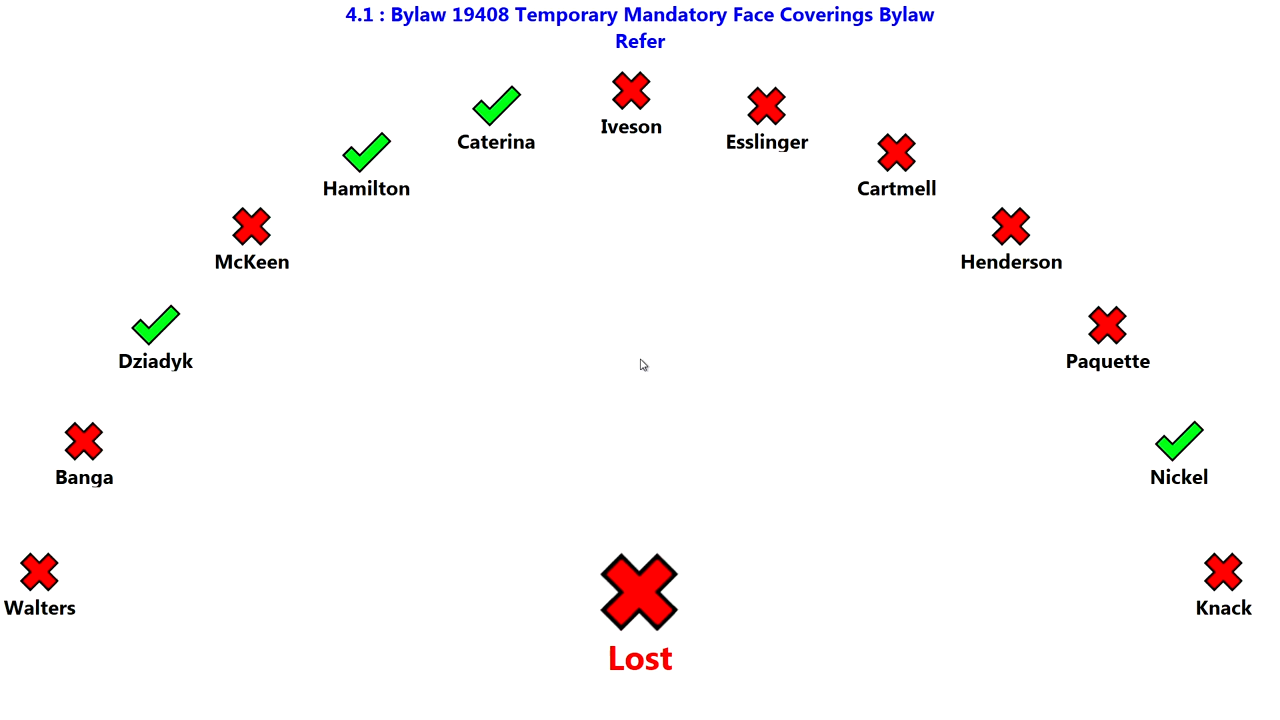 4.1 : Bylaw 19408 Temporary Mandatory Face Coverings Bylaw
Refer
Iveson
Caterina
Esslinger
Hamilton
Cartmell
McKeen
Henderson
Dziadyk
Paquette
Banga
Nickel
Walters
Knack
Lost